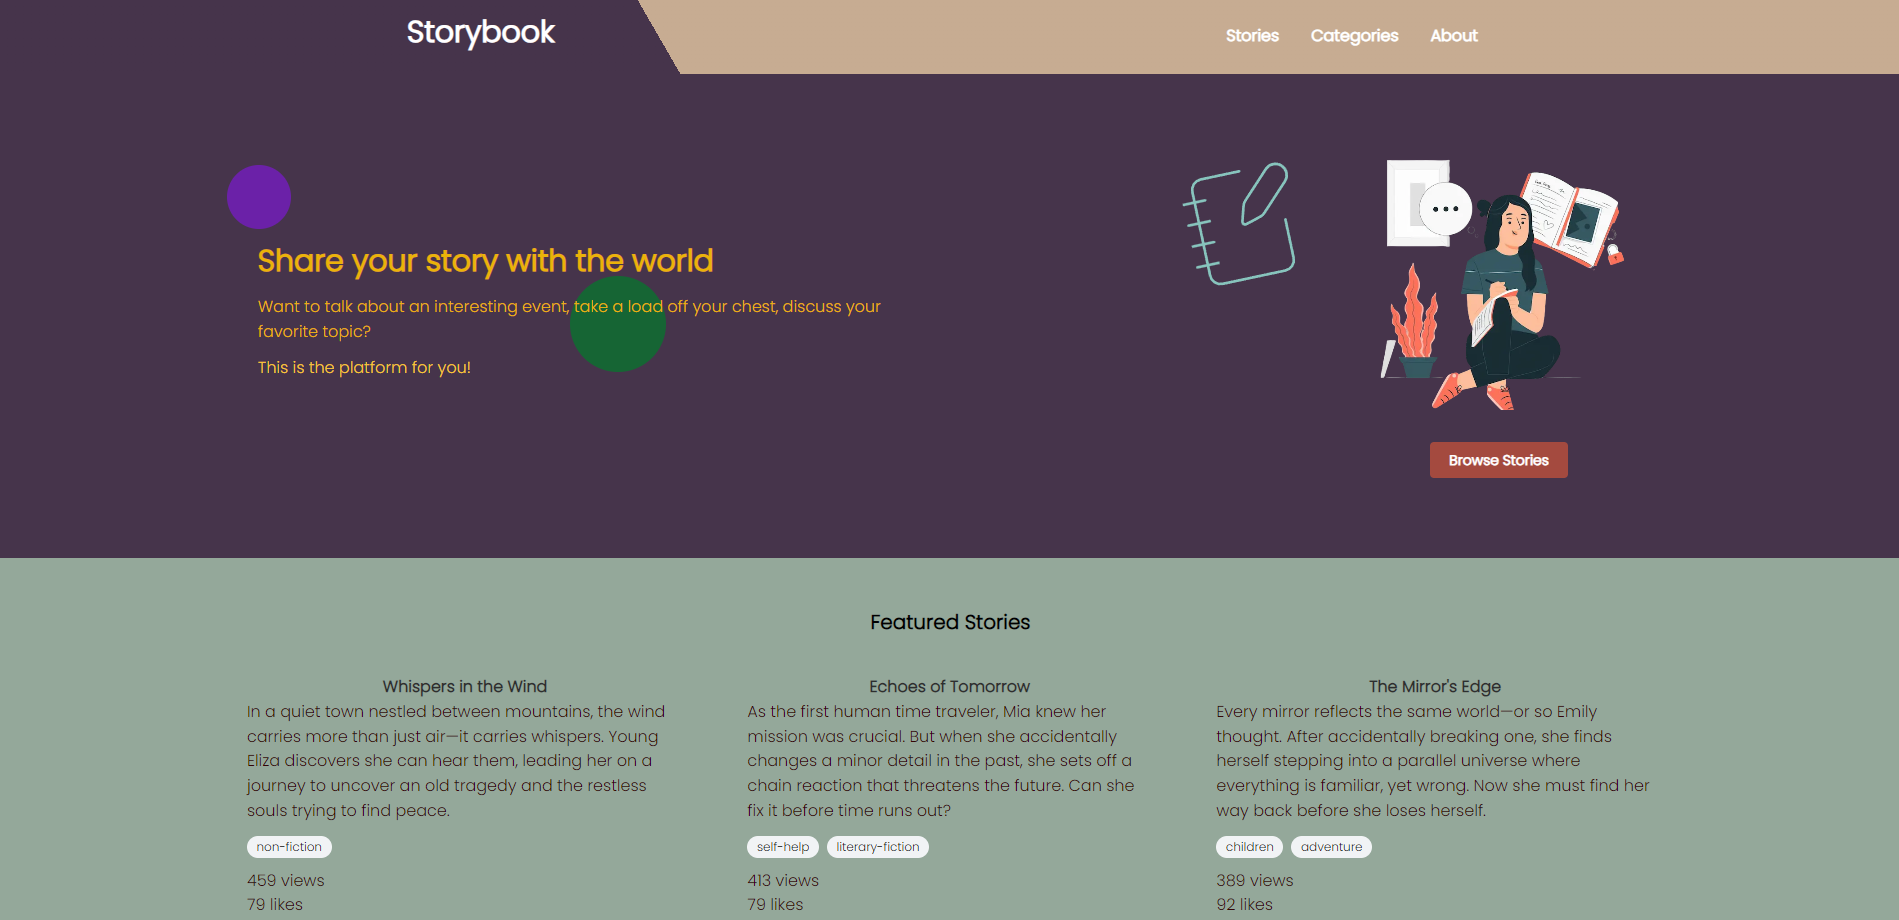 Storybook
Stories
Categories
About
Share your story with the world
Want to talk about an interesting event, take a load off your chest, discuss your
favorite topic?
This is the platform for you!
Browse Stories
Featured Stories
Whispers in the Wind
In a quiet town nestled between mountains, the wind
carries more than just air—it carries whispers. Young
Eliza discovers she can hear them, leading her on a
journey to uncover an old tragedy and the restless
souls trying to find peace.
non-fiction
459 views
79 likes
Echoes of Tomorrow
As the first human time traveler, Mia knew her
mission was crucial. But when she accidentally
changes a minor detail in the past, she sets off a
chain reaction that threatens the future. Can she
fix it before time runs out?
self-help
literary-fiction
413 views
79 likes
The Mirror's Edge
Every mirror reflects the same world—or so Emily
thought. After accidentally breaking one, she finds
herself stepping into a parallel universe where
everything is familiar, yet wrong. Now she must find her
way back before she loses herself.
children
adventure
389 views
92 likes